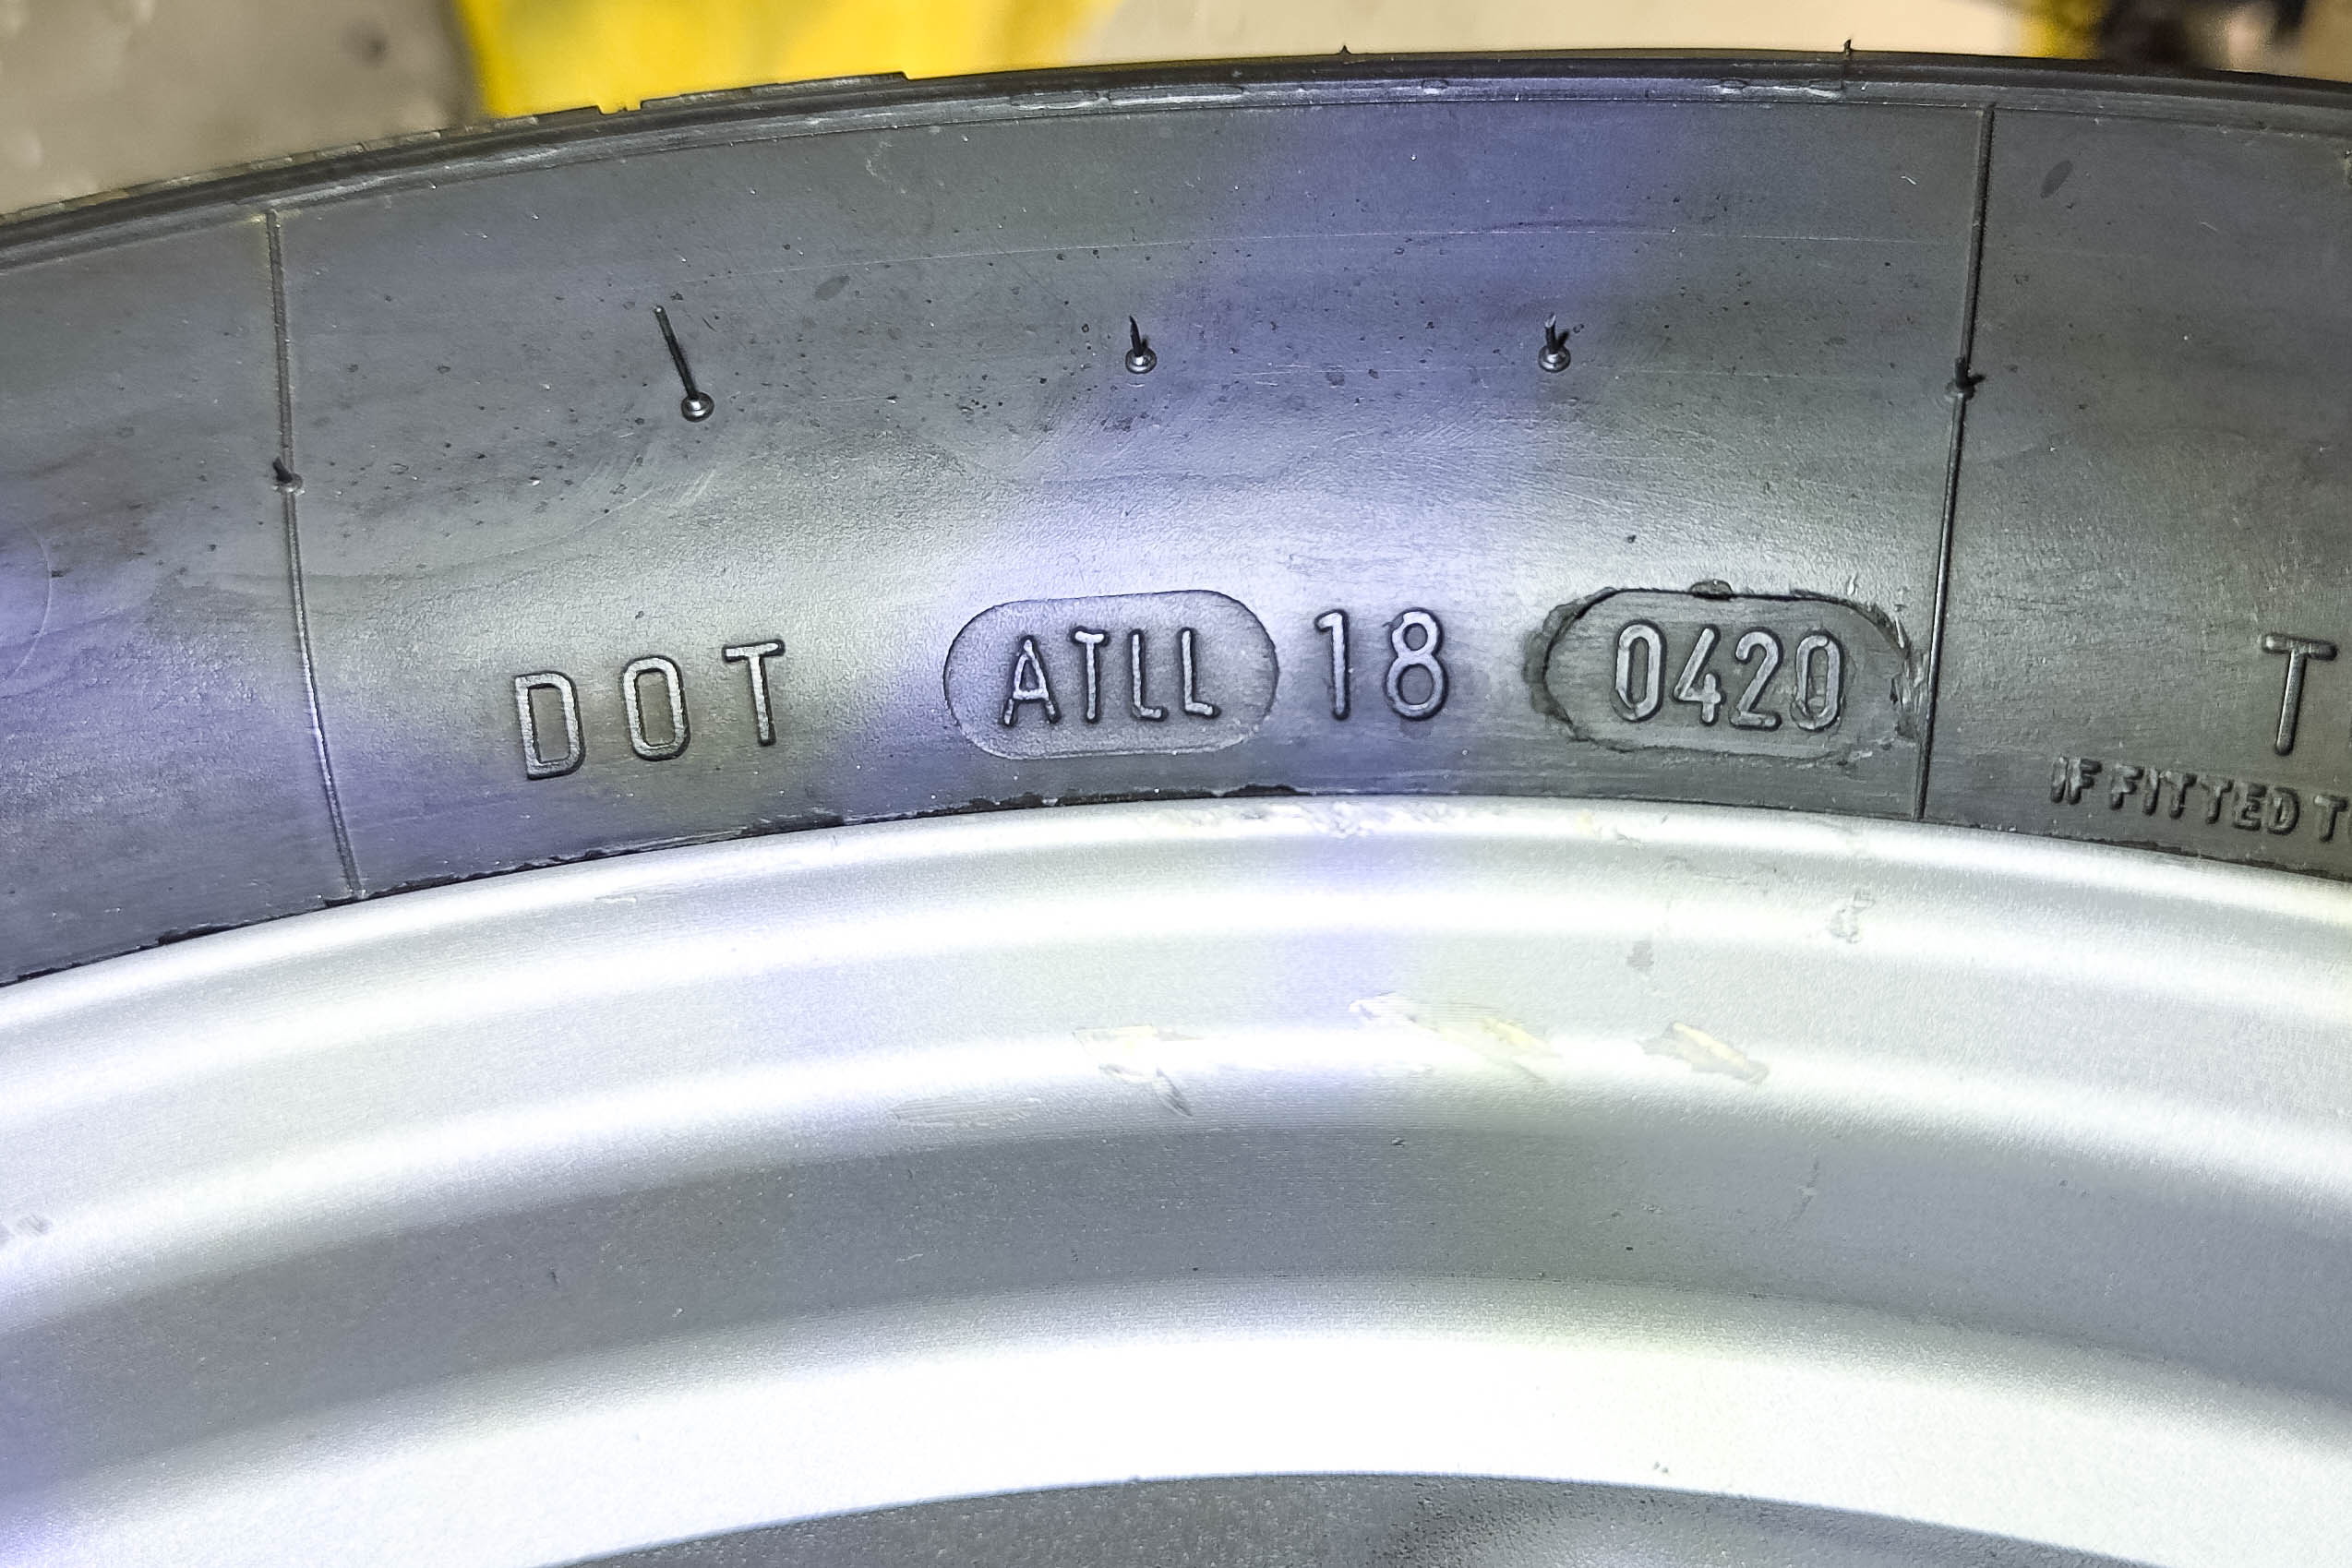 DOT ATLL 18 0420
T
IF FITTED T